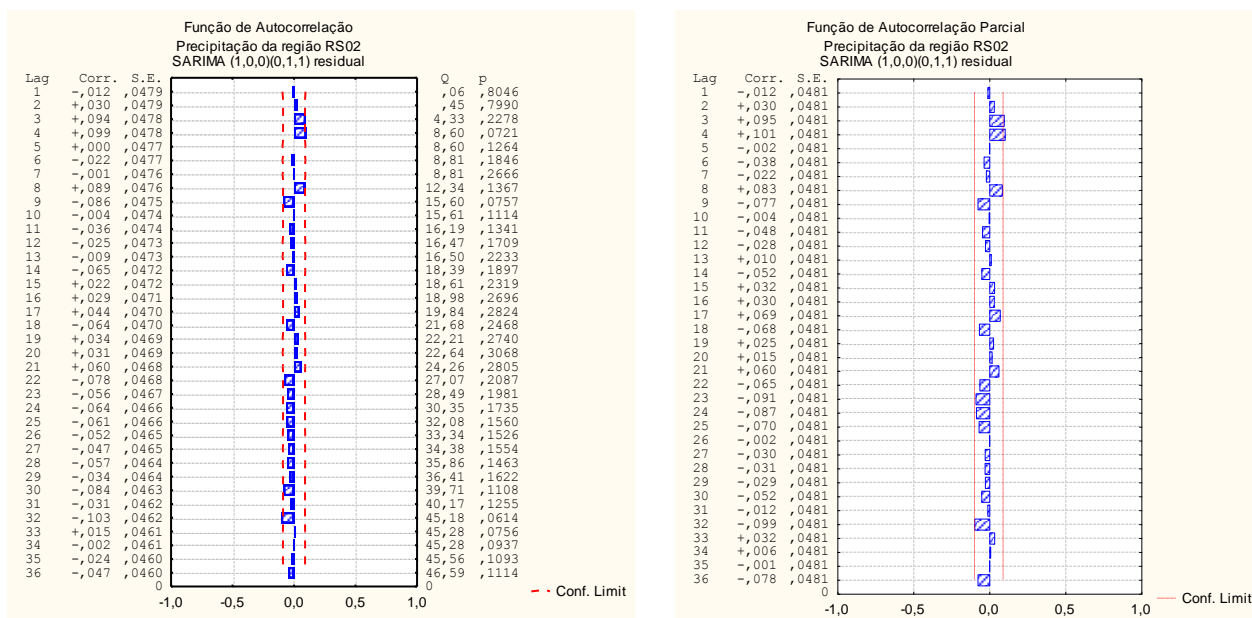 Função de Autocorrelação
Precipitação da região RS02
SARIMA (1,0,0)(0,1,1) residual
Lag Corr. S.E. Q p
1 -,012 ,0479 ,06 ,8046
2 +,030 ,0479 ,45 ,7990
3 +,094 ,0478 4,33 ,2278
4 +,099 ,0478 8,60 ,0721
5 +,000 ,0477 8,60 ,1264
6 -,022 ,0477 8,81 ,1846
7 -,001 ,0476 8,81 ,2666
8 +,089 ,0476 12,34 ,1367
9 -,086 ,0475 15,60 ,0757
10 -,004 ,0474 15,61 ,1114
11 -,036 ,0474 16,19 ,1341
12 -,025 ,0473 16,47 ,1709
13 -,009 ,0473 16,50 ,2233
14 -,065 ,0472 18,39 ,1897
15 +,022 ,0472 18,61 ,2319
16 +,029 ,0471 18,98 ,2696
17 +,044 ,0470 19,84 ,2824
18 -,064 ,0470 21,68 ,2468
19 +,034 ,0469 22,21 ,2740
20 +,031 ,0469 22,64 ,3068
21 +,060 ,0468 24,26 ,2805
22 -,078 ,0468 27,07 ,2087
23 -,056 ,0467 28,49 ,1981
24 -,064 ,0466 30,35 ,1735
25 -,061 ,0466 32,08 ,1560
26 -,052 ,0465 33,34 ,1526
27 -,047 ,0465 34,38 ,1554
28 -,057 ,0464 35,86 ,1463
29 -,034 ,0464 36,41 ,1622
30 -,084 ,0463 39,71 ,1108
31 -,031 ,0462 40,17 ,1255
32 -,103 ,0462 45,18 ,0614
33 +,015 ,0461 45,28 ,0756
34 -,002 ,0461 45,28 ,0937
35 -,024 ,0460 45,56 ,1093
36 -,047 ,0460 46,59 ,1114
0 0
-1,0 -0,5 0,0 0,5 1,0
Conf. Limit
Função de Autocorrelação Parcial
Precipitação da região RS02
SARIMA (1,0,0)(0,1,1) residual
Lag Corr. S.E.
1 -,012 ,0481
2 +,030 ,0481
3 +,095 ,0481
4 +,101 ,0481
5 -,002 ,0481
6 -,038 ,0481
7 -,022 ,0481
8 +,083 ,0481
9 -,077 ,0481
10 -,004 ,0481
11 -,048 ,0481
12 -,028 ,0481
13 +,010 ,0481
14 -,052 ,0481
15 +,032 ,0481
16 +,030 ,0481
17 +,069 ,0481
18 -,068 ,0481
19 +,025 ,0481
20 +,015 ,0481
21 +,060 ,0481
22 -,065 ,0481
23 -,091 ,0481
24 -,087 ,0481
25 -,070 ,0481
26 -,002 ,0481
27 -,030 ,0481
28 -,031 ,0481
29 -,029 ,0481
30 -,052 ,0481
31 -,012 ,0481
32 -,099 ,0481
33 +,032 ,0481
34 +,006 ,0481
35 -,001 ,0481
36 -,078 ,0481
0
-1,0 -0,5 0,0 0,5 1,0
Conf. Limit